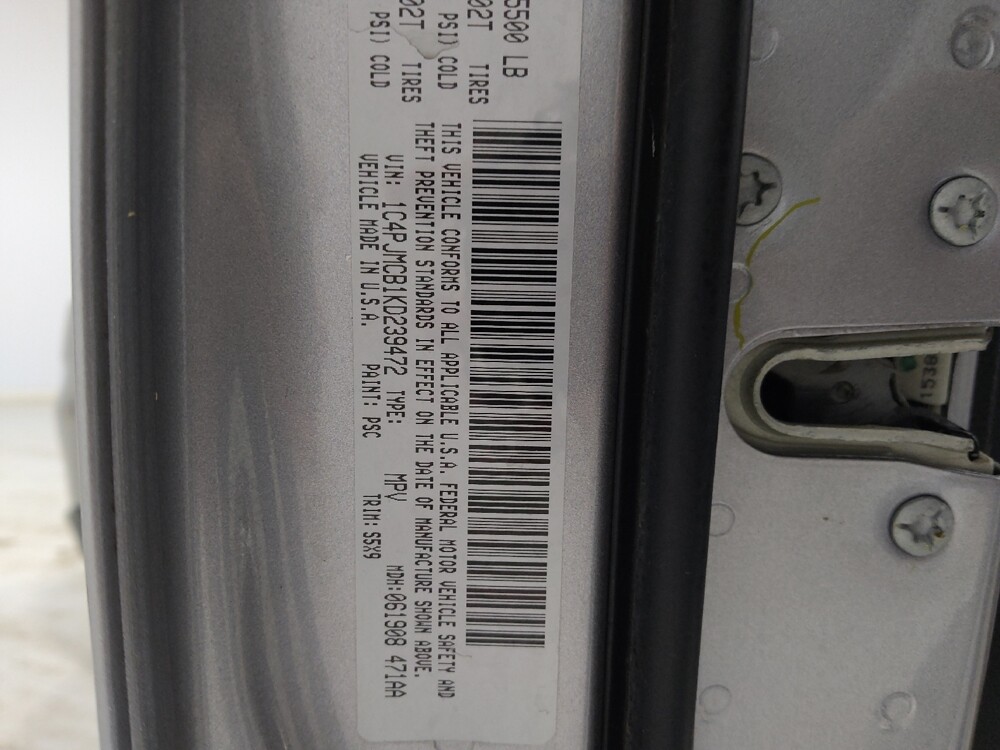 5500 LB
02T TIRES
PSI) COLD
02T TIRES
PSI) COLD
THIS VEHICLE CONFORMS TO ALL APPLICABLE U.S.A. FEDERAL MOTOR VEHICLE SAFETY AND
THEFT PREVENTION STANDARDS IN EFFECT ON THE DATE OF MANUFACTURE SHOWN ABOVE.
VIN: 1C4PJMCB1KD239472 TYPE: MPV MDH:061908 471AA
VEHICLE MADE IN U.S.A. PAINT: PSC TRIM: S5X9
1538